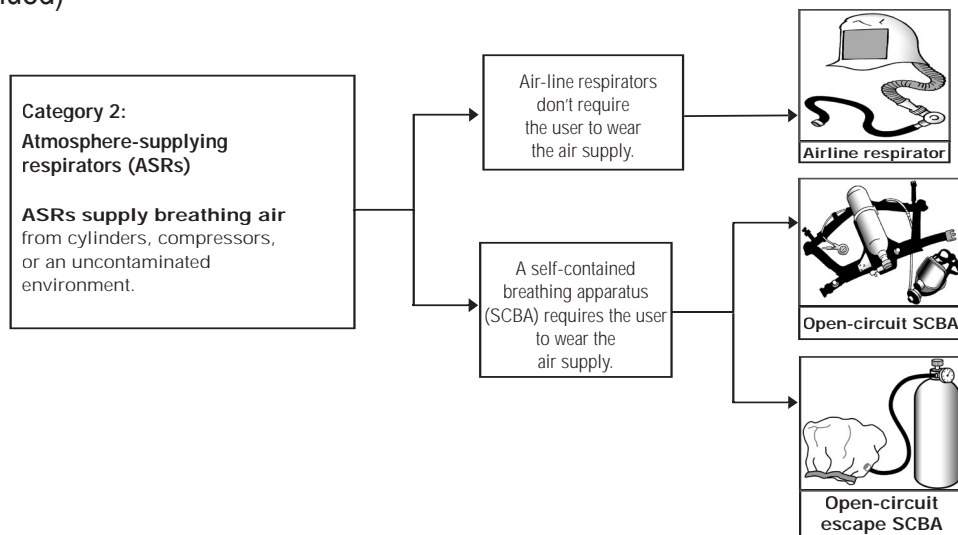 Category 2:
Atmosphere-supplying
respirators (ASRs)
ASRs supply breathing air
from cylinders, compressors,
or an uncontaminated
environment.
Air-line respirators
don't require
the user to wear
the air supply.
Airline respirator
A self-contained
breathing apparatus
(SCBA) requires the user
to wear the
air supply.
Open-circuit SCBA
Open-circuit
escape SCBA